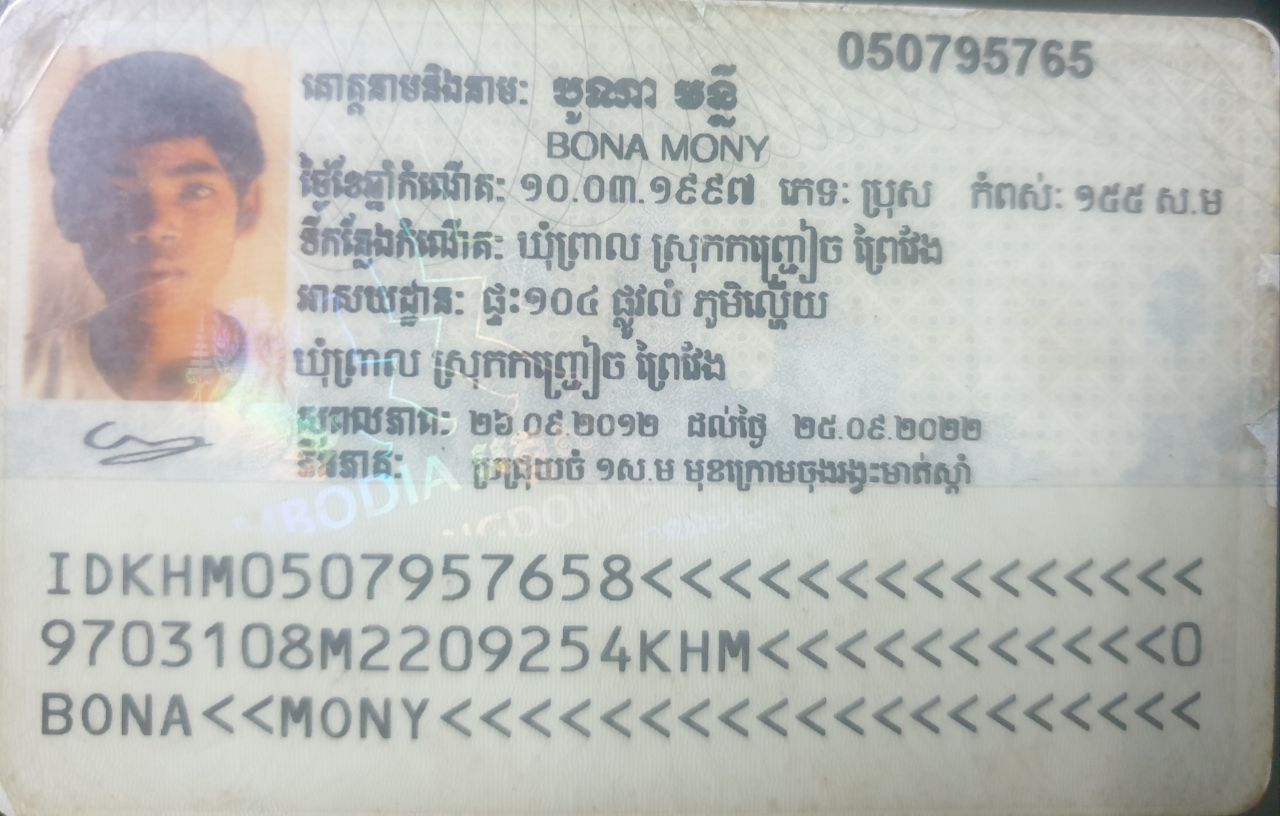 050795765
គោត្តនាមនិងនាម: បូណា មន្នី
BONA MONY
ថ្ងៃខែឆ្នាំកំណើត: ១០.០៣.១៩៩៧ ភេទ: ប្រុស កំពស់: ១៥៥ ស.ម
ទីកន្លែងកំណើត: ឃុំព្រាល ស្រុកកញ្ជ្រៀច ព្រៃវែង
អាសយដ្ឋាន: ផ្ទះ១០៤ ផ្លូវលំ ភូមិល្ហើយ
ឃុំព្រាល ស្រុកកញ្ជ្រៀច ព្រៃវែង
សុពលភាព: ២៦.០៩.២០១២ ដល់ថ្ងៃ ២៥.០៩.២០២២
ភិនភាគ: ប្រជ្រុយចំ ១ស.ម មុខក្រោមចុងរង្វះមាត់ស្តាំ
IDKHM0507957658<<<<<<<<<<<<<<<
9703108M2209254KHM<<<<<<<<<<<0
BONA<<MONY<<<<<<<<<<<<<<<<<<<<